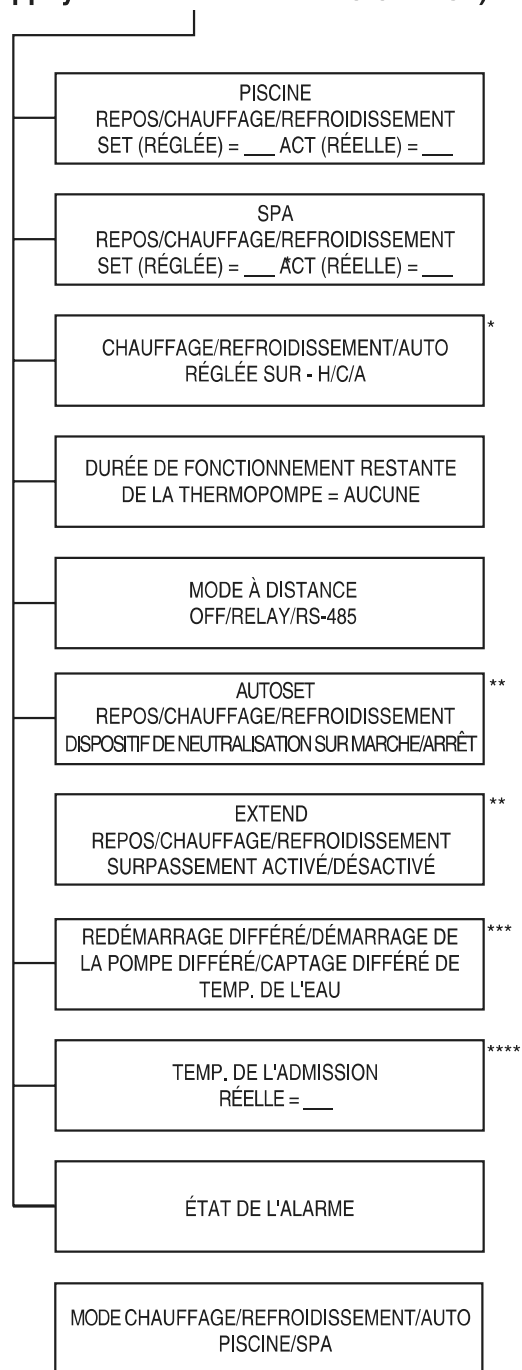 PISCINE
REPOS/CHAUFFAGE/REFROIDISSEMENT
SET (RÉGLÉE) = ___ ACT (RÉELLE) = ___
SPA
REPOS/CHAUFFAGE/REFROIDISSEMENT
SET (RÉGLÉE) = ___ *ACT (RÉELLE) = ___
CHAUFFAGE/REFROIDISSEMENT/AUTO *
RÉGLÉE SUR - H/C/A
DURÉE DE FONCTIONNEMENT RESTANTE
DE LA THERMOPOMPE = AUCUNE
MODE À DISTANCE
OFF/RELAY/RS-485
AUTOSET **
REPOS/CHAUFFAGE/REFROIDISSEMENT
DISPOSITIF DE NEUTRALISATION SUR MARCHE/ARRÊT
EXTEND **
REPOS/CHAUFFAGE/REFROIDISSEMENT
SURPASSEMENT ACTIVÉ/DÉSACTIVÉ
REDÉMARRAGE DIFFÉRÉ/DÉMARRAGE DE ***
LA POMPE DIFFÉRÉ/CAPTAGE DIFFÉRÉ DE
TEMP. DE L'EAU
TEMP. DE L'ADMISSION ****
RÉELLE = ___
ÉTAT DE L'ALARME
MODE CHAUFFAGE/REFROIDISSEMENT/AUTO
PISCINE/SPA